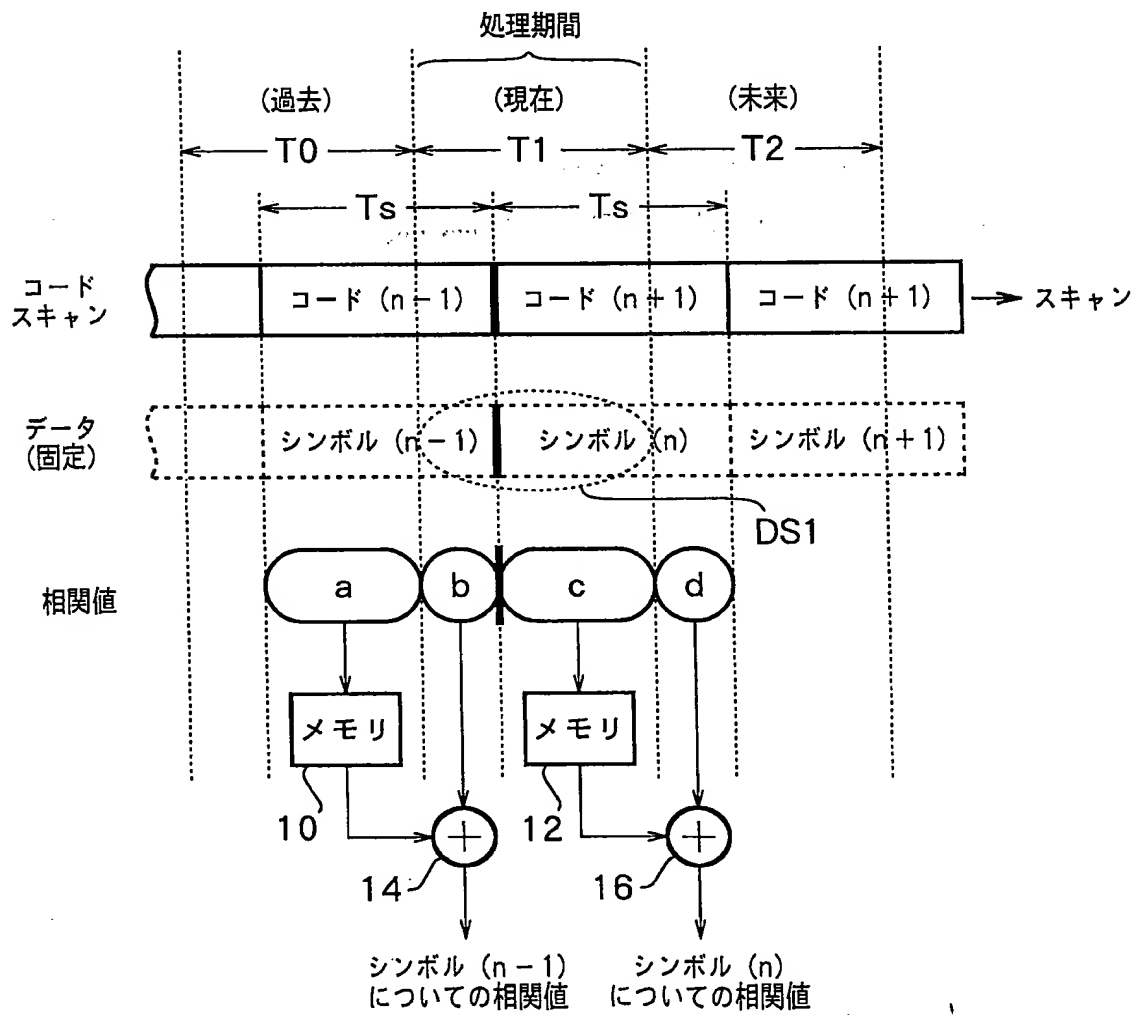 処理期間
(過去)
(現在)
(未来)
T0
T1
T2
Ts
Ts
コード
スキャン
コード (n-1)
コード (n+1)
コード (n+1)
スキャン
データ
(固定)
シンボル (n-1)
シンボル (n)
シンボル (n+1)
DS1
相関値
a
b
c
d
メモリ
メモリ
10
12
14
16
シンボル (n-1)
についての相関値
シンボル (n)
についての相関値